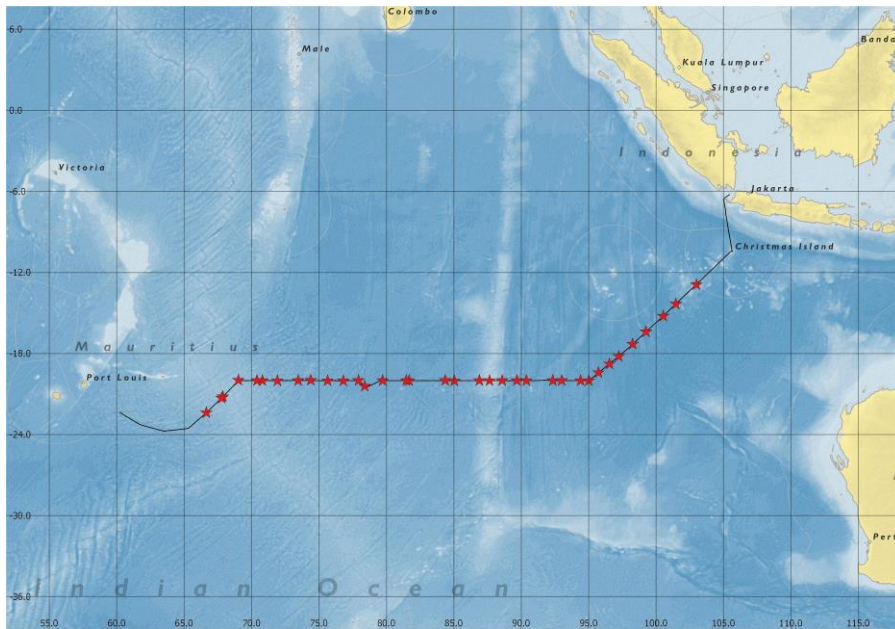 Colombo
6.0
Male
Banda
Kuala Lumpur
Singapore
0.0
Indonesia
Victoria
-6.0
Jakarta
Christmas Island
-12.0
Mauritius
-18.0
Port Louis
-24.0
-30.0
Pert
Indian Ocean
-36.0
55.0 60.0 65.0 70.0 75.0 80.0 85.0 90.0 95.0 100.0 105.0 110.0 115.0